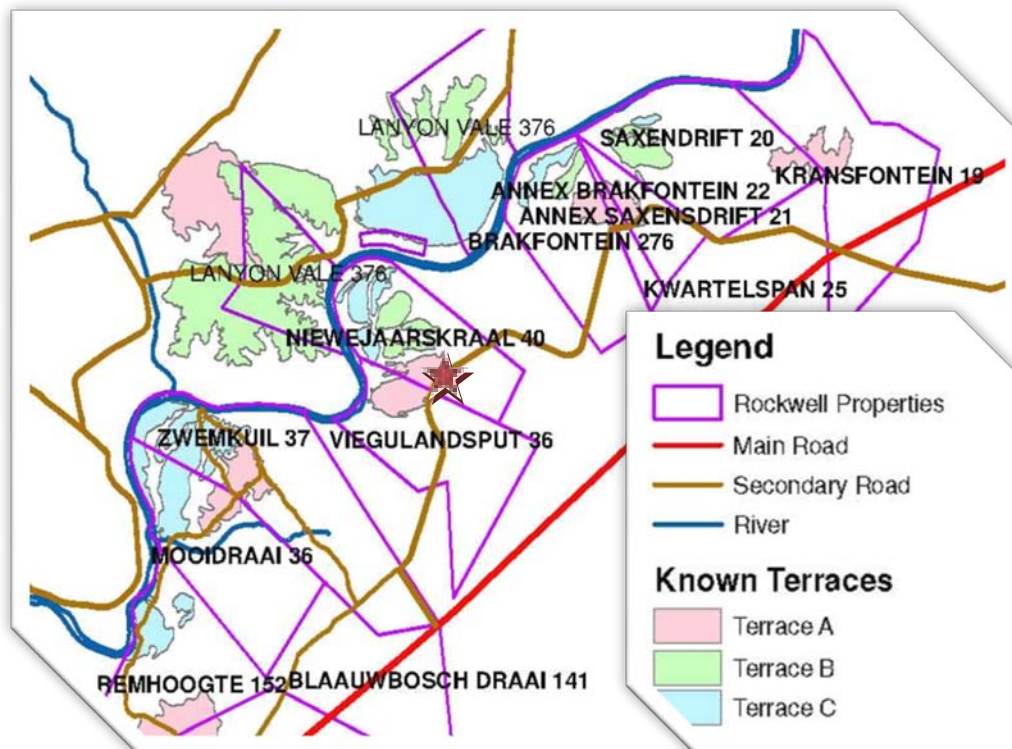 LANYON VALE 376
SAXENDRIFT 20
KRANSFONTEIN 19
ANNEX BRAKFONTEIN 22
ANNEX SAXENSDRIFT 21
BRAKFONTEIN 276
LANYON VALE 376
KWARTELSPAN 25
NIEWEJAARSKRAAL 40
ZWEMKUIL 37
VIEGULANDSPUT 36
MOOIDRAAI 36
REMHOOGTE 152
BLAAUWBOSCH DRAAI 141
Legend
Rockwell Properties
Main Road
Secondary Road
River
Known Terraces
Terrace A
Terrace B
Terrace C